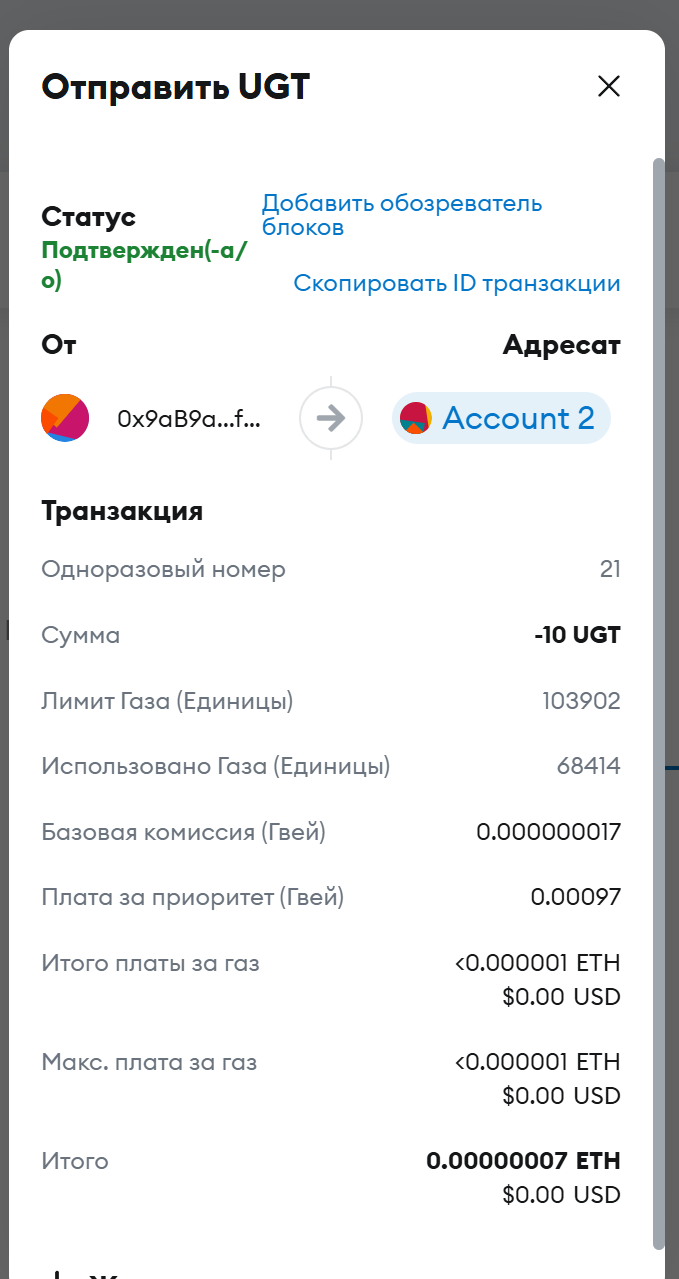 Отправить UGT
Статус
Подтвержден(-а/
о)
Добавить обозреватель
блоков
Скопировать ID транзакции
От
Адресат
0x9aB9a...f...
Account 2
Транзакция
Одноразовый номер 21
Сумма -10 UGT
Лимит Газа (Единицы) 103902
Использовано Газа (Единицы) 68414
Базовая комиссия (Гвей) 0.000000017
Плата за приоритет (Гвей) 0.00097
Итого платы за газ <0.000001 ETH
$0.00 USD
Макс. плата за газ <0.000001 ETH
$0.00 USD
Итого 0.00000007 ETH
$0.00 USD